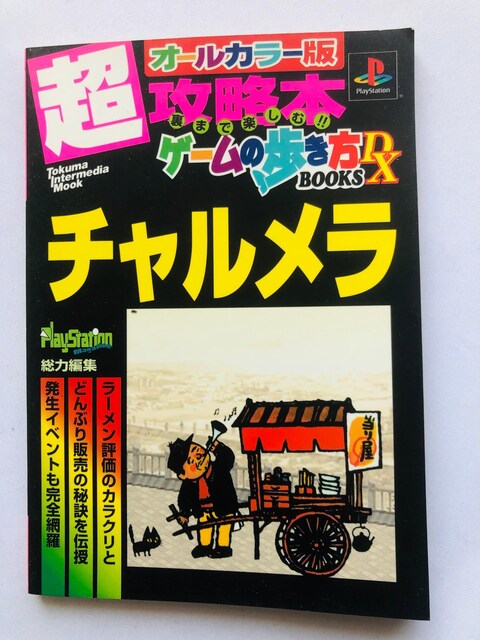 オールカラー版
超攻略本
裏まで楽しむ!!
ゲームの歩き方DX
BOOKS
PlayStation
Tokuma
Intermedia
Mook
チャルメラ
PlayStation
総力編集
ラーメン評価のカラクリと
どんぶり販売の秘訣を伝授
発生イベントも完全網羅